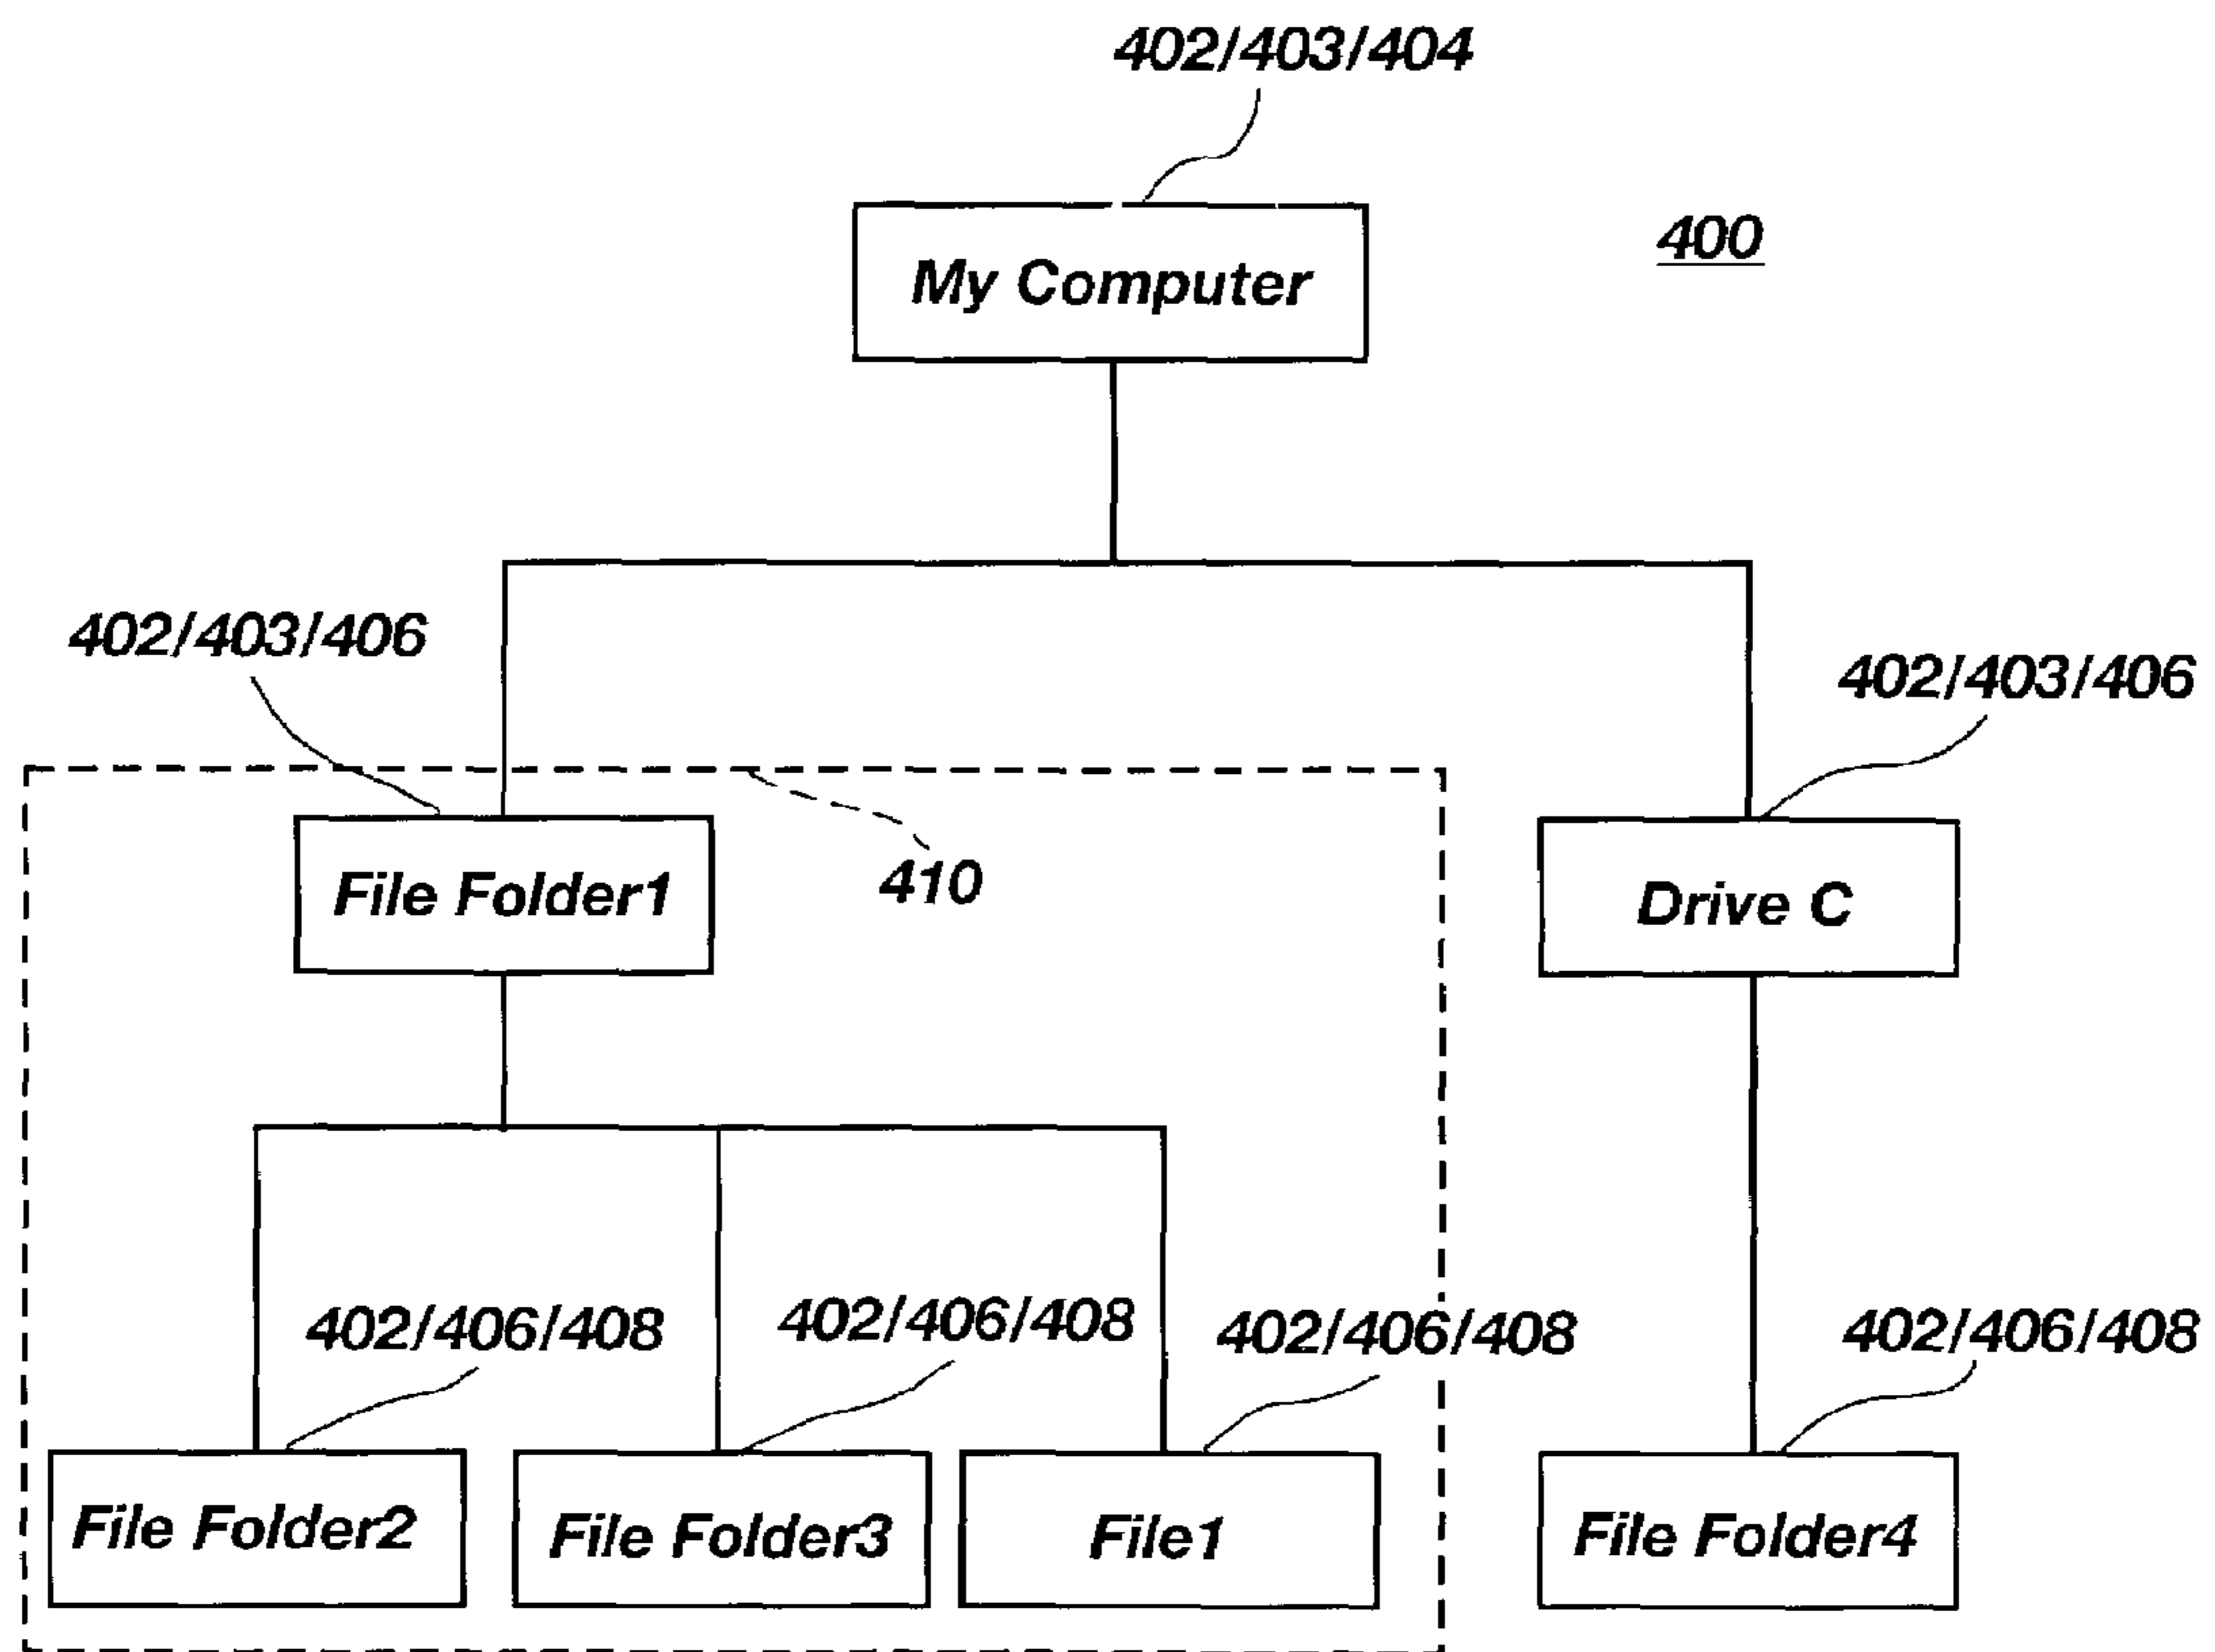 402/403/404
My Computer
400
402/403/406
402/403/406
File Folder1
410
Drive C
402/406/408
402/406/408
402/406/408
402/406/408
File Folder2
File Folder3
File1
File Folder4